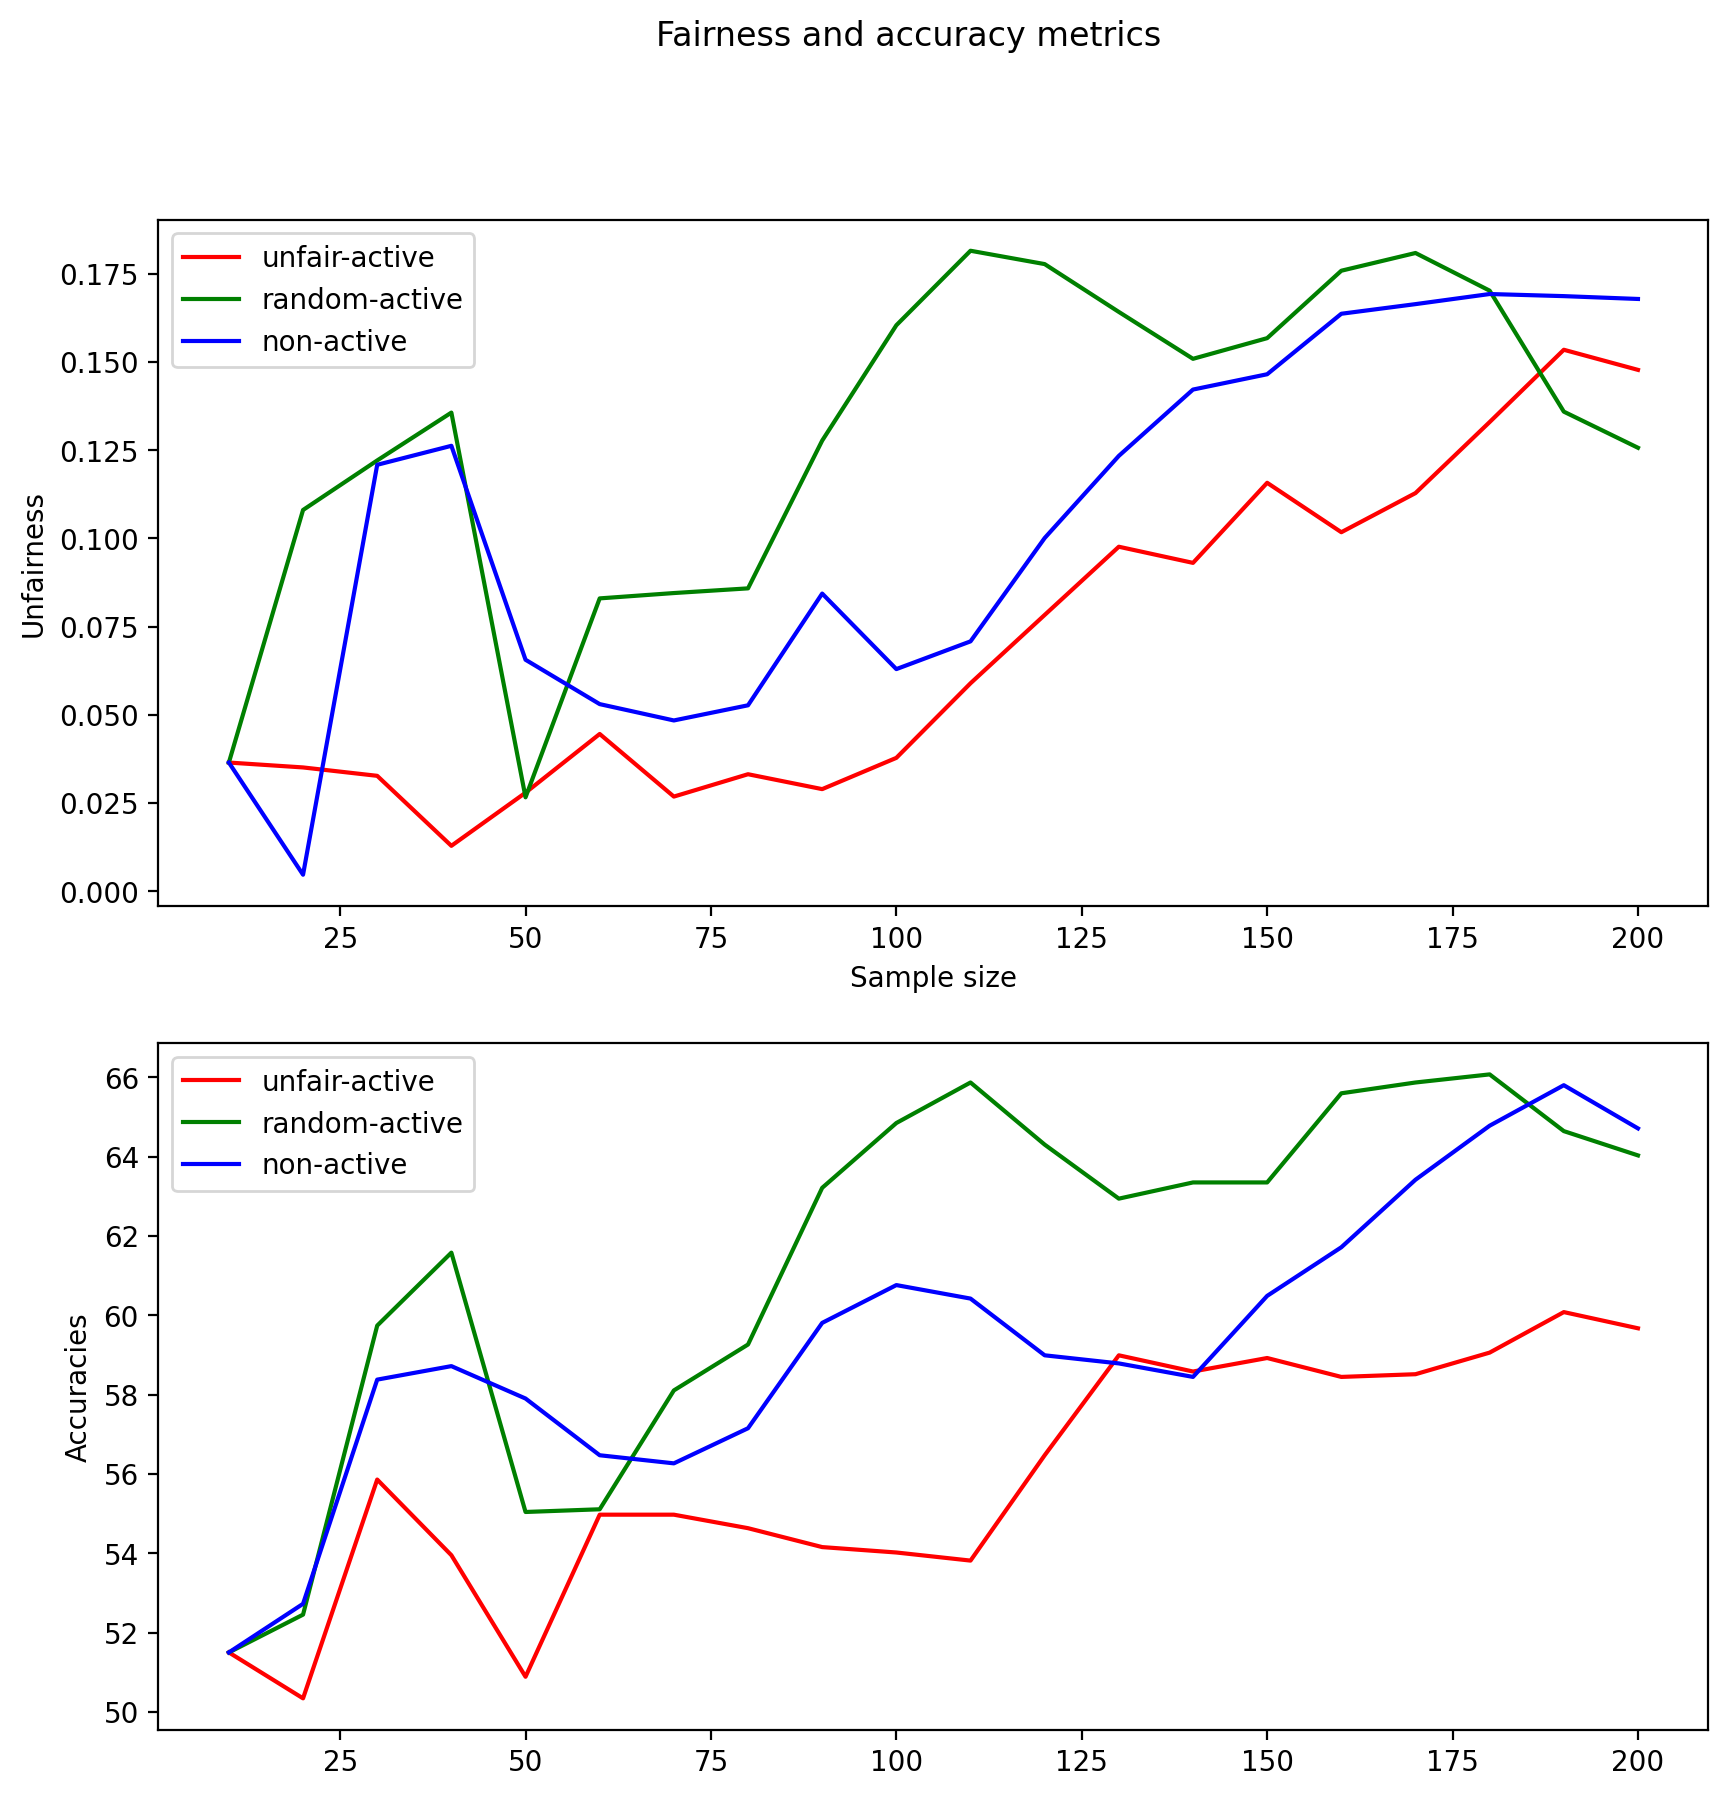 Fairness and accuracy metrics
unfair-active
random-active
non-active
0.175
0.150
0.125
0.100
0.075
0.050
0.025
0.000
Unfairness
25 50 75 100 125 150 175 200
Sample size
unfair-active
random-active
non-active
66
64
62
60
58
56
54
52
50
Accuracies
25 50 75 100 125 150 175 200